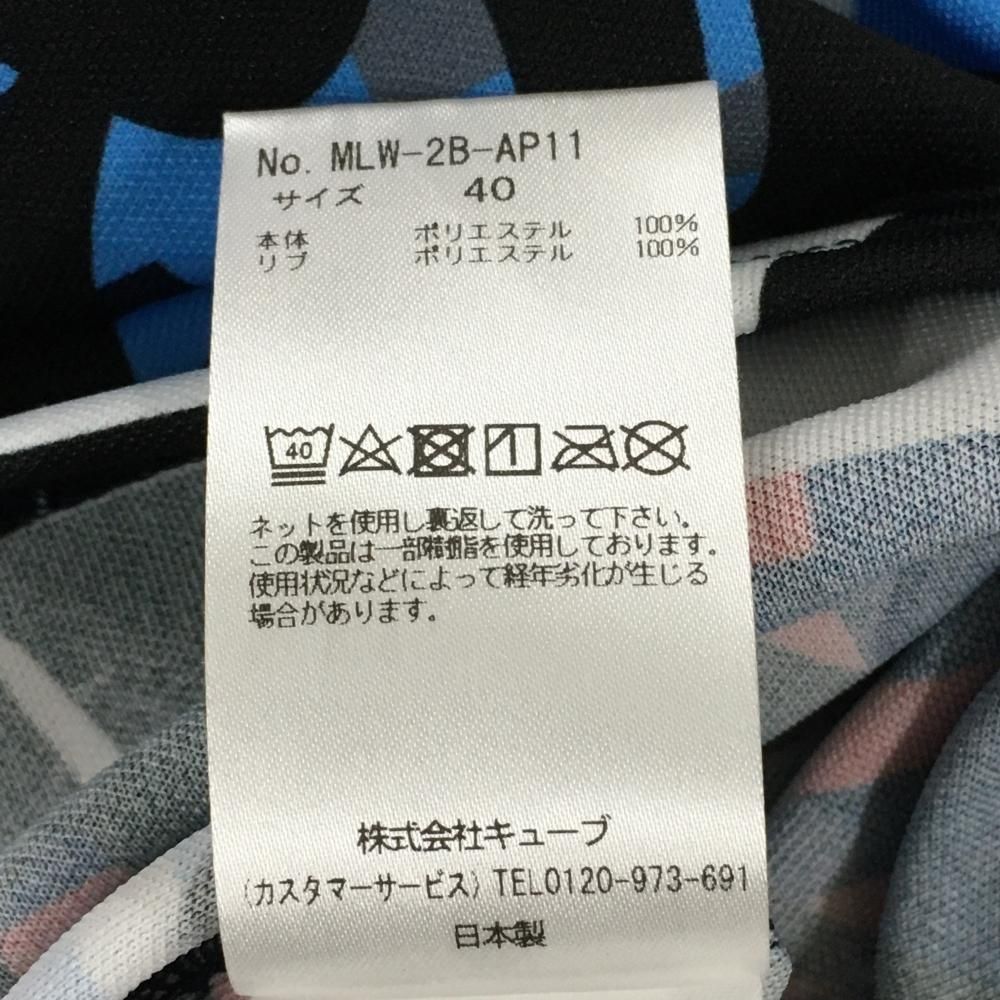 No. MLW-2B-AP11
サイズ 40
本体 ポリエステル 100%
リブ ポリエステル 100%
40
ネットを使用し裏返して洗って下さい。
この製品は一部樹脂を使用しております。
使用状況などによって経年劣化が生じる
場合があります。
株式会社キューブ
(カスタマーサービス) TEL0120-973-691
日本製